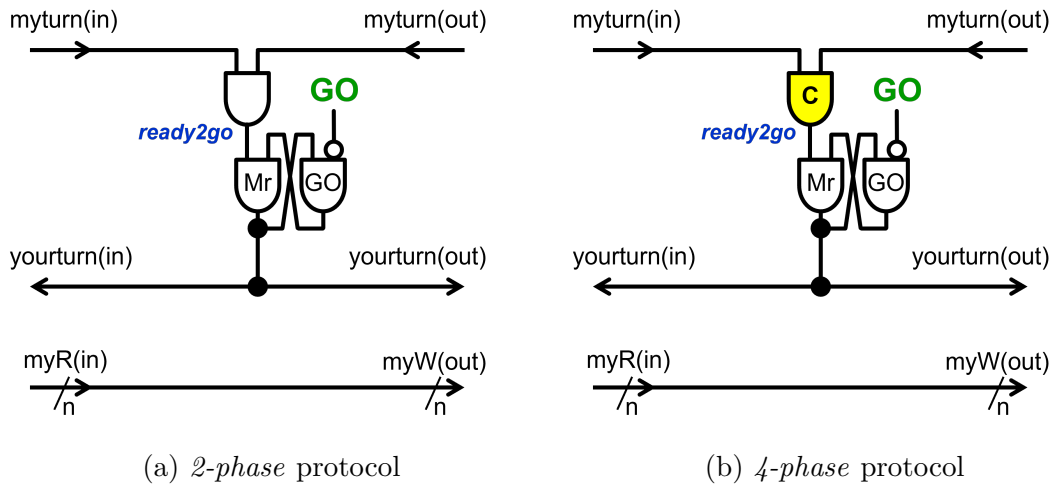 myturn(in) myturn(out)
GO
ready2go
Mr GO
yourturn(in) yourturn(out)
myR(in) myW(out)
n n
(a) 2-phase protocol
myturn(in) myturn(out)
C GO
ready2go
Mr GO
yourturn(in) yourturn(out)
myR(in) myW(out)
n n
(b) 4-phase protocol